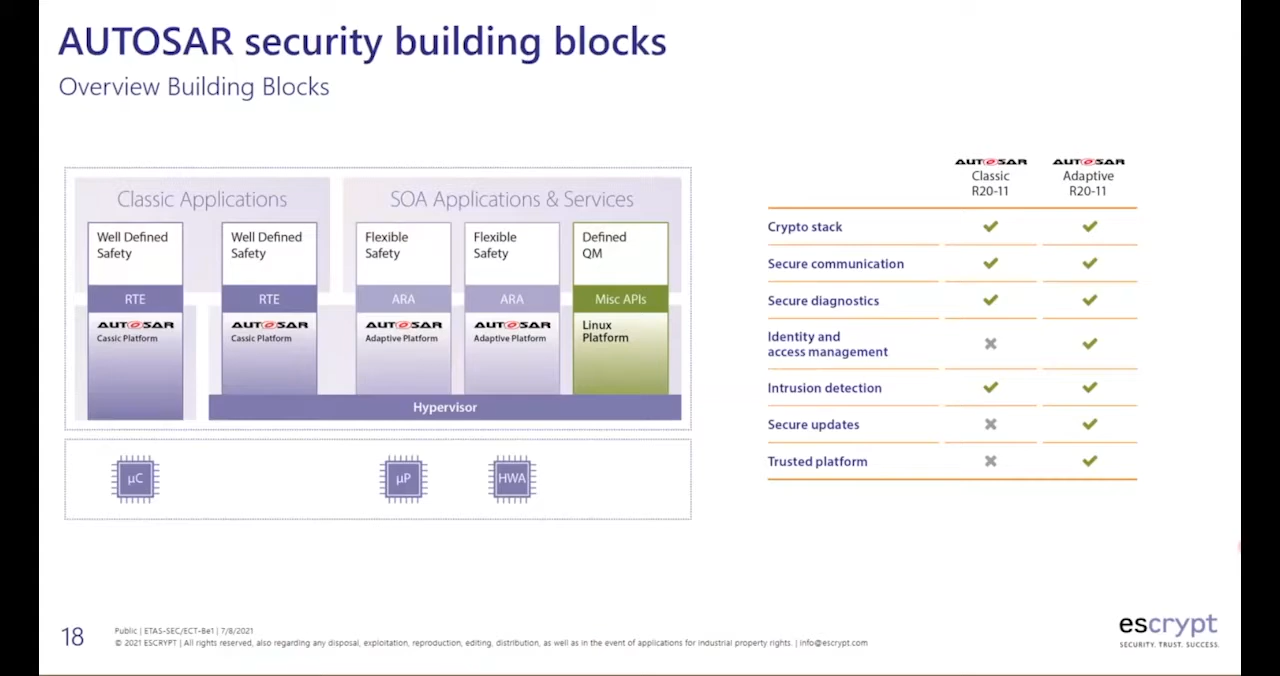 AUTOSAR security building blocks
Overview Building Blocks
Classic Applications
SOA Applications & Services
Well Defined
Safety
Well Defined
Safety
Flexible
Safety
Flexible
Safety
Defined
QM
RTE
RTE
ARA
ARA
Misc APIs
AUTOSAR
Cassic Platform
AUTOSAR
Cassic Platform
AUTOSAR
Adaptive Platform
AUTOSAR
Adaptive Platform
Linux
Platform
Hypervisor
µC
µP
HWA
AUTOSAR
Classic
R20-11
AUTOSAR
Adaptive
R20-11
Crypto stack
Secure communication
Secure diagnostics
Identity and
access management
Intrusion detection
Secure updates
Trusted platform
18
Public | ETAS-SEC/ECT-Be1 | 7/8/2021
© 2021 ESCRYPT | All rights reserved, also regarding any disposal, exploitation, reproduction, editing, distribution, as well as in the event of applications for industrial property rights. | info@escrypt.com
escrypt
SECURITY. TRUST. SUCCESS.